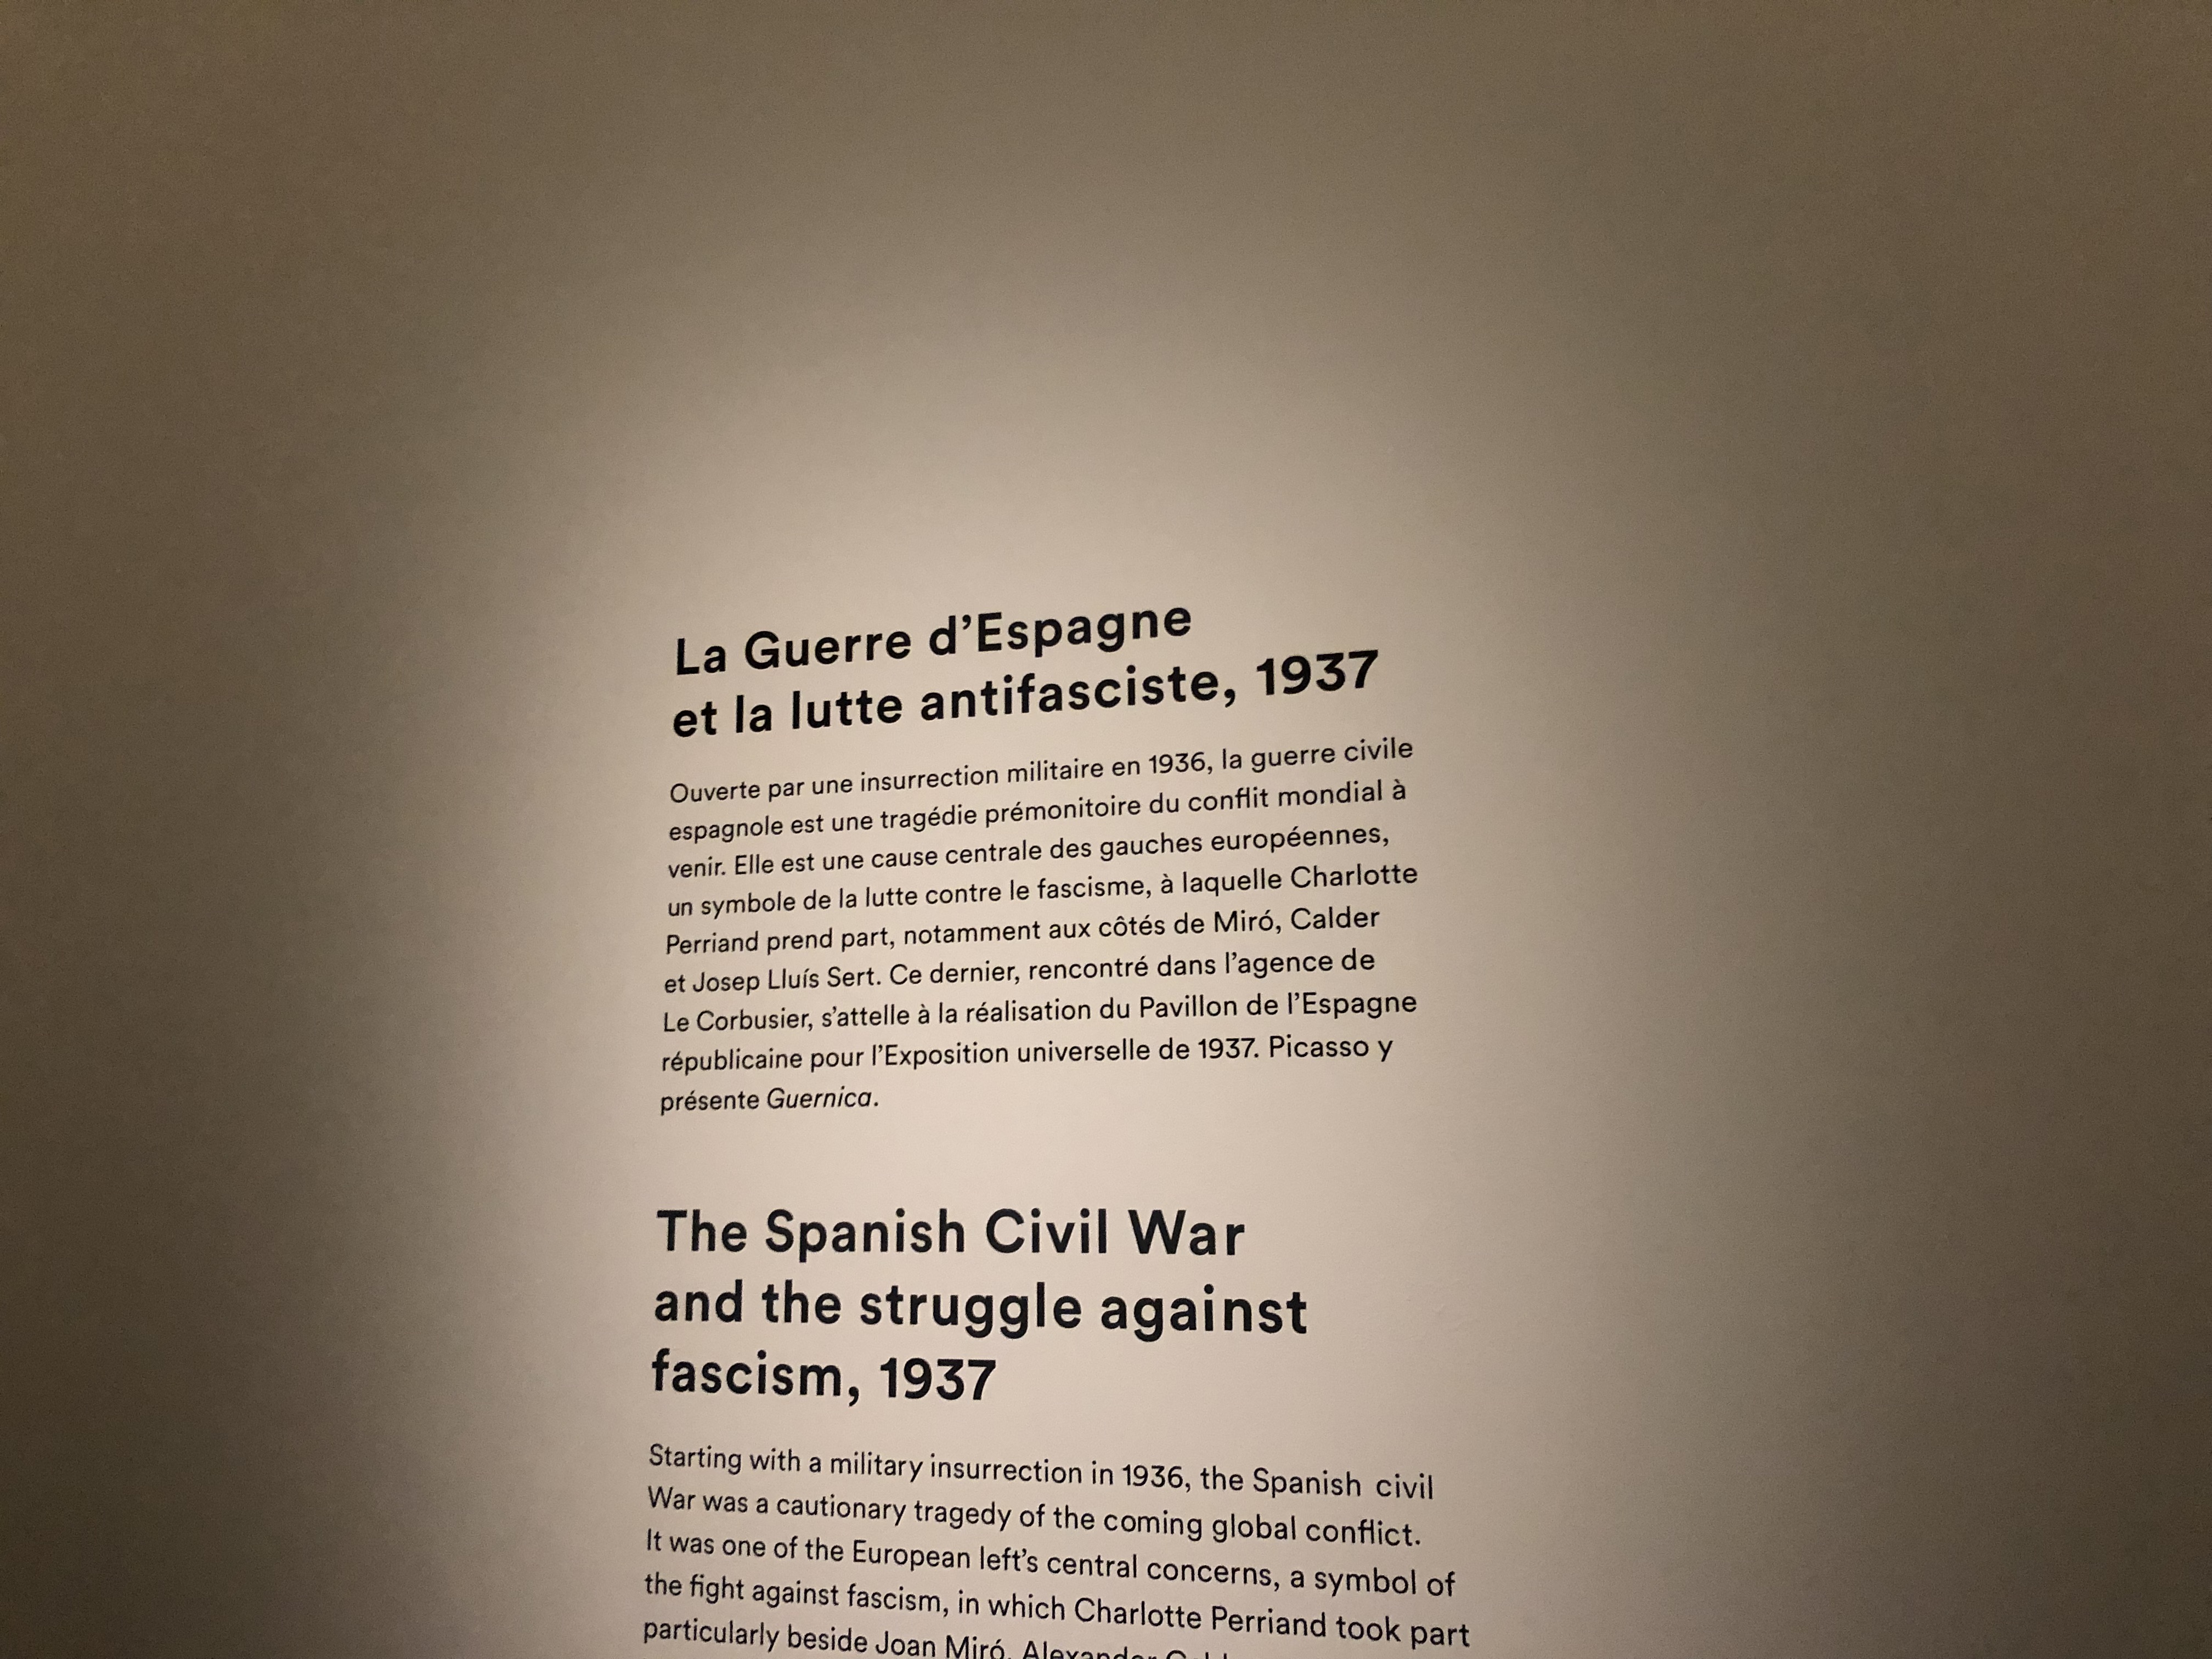 La Guerre d’Espagne
et la lutte antifasciste, 1937
Ouverte par une insurrection militaire en 1936, la guerre civile
espagnole est une tragédie prémonitoire du conflit mondial à
venir. Elle est une cause centrale des gauches européennes,
un symbole de la lutte contre le fascisme, à laquelle Charlotte
Perriand prend part, notamment aux côtés de Miró, Calder
et Josep Lluís Sert. Ce dernier, rencontré dans l’agence de
Le Corbusier, s’attelle à la réalisation du Pavillon de l’Espagne
républicaine pour l’Exposition universelle de 1937. Picasso y
présente Guernica.
The Spanish Civil War
and the struggle against
fascism, 1937
Starting with a military insurrection in 1936, the Spanish civil
War was a cautionary tragedy of the coming global conflict.
It was one of the European left’s central concerns, a symbol of
the fight against fascism, in which Charlotte Perriand took part
particularly beside Joan Miró, Alexander